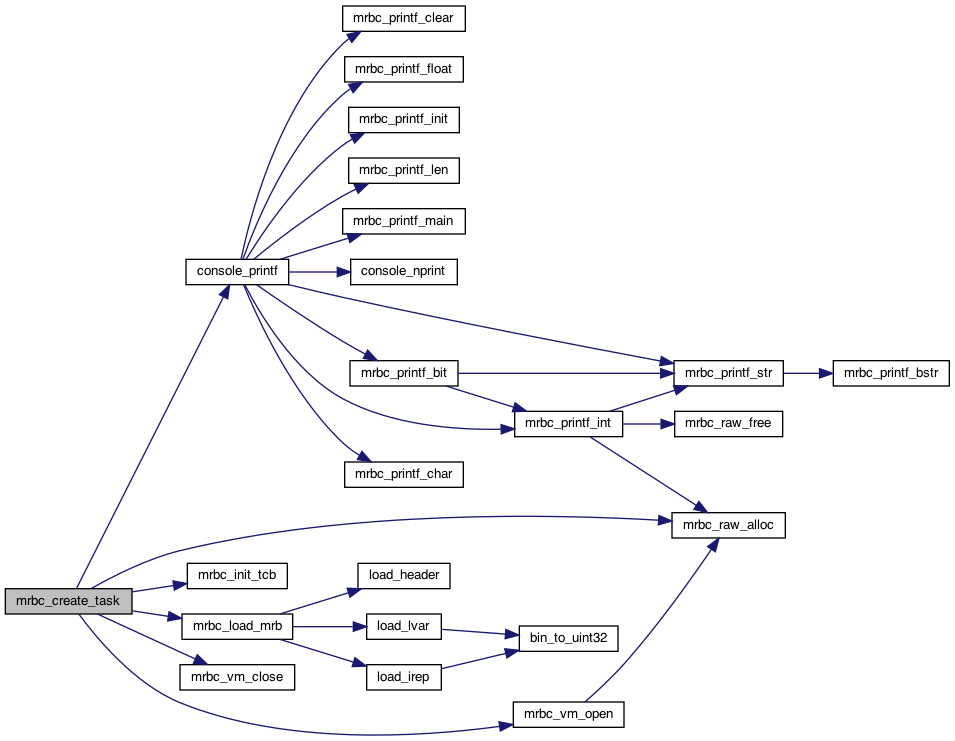 mrbc_printf_clear
mrbc_printf_float
mrbc_printf_init
mrbc_printf_len
mrbc_printf_main
console_printf
console_nprint
mrbc_printf_bit
mrbc_printf_str
mrbc_printf_bstr
mrbc_printf_int
mrbc_raw_free
mrbc_printf_char
mrbc_raw_alloc
mrbc_init_tcb
load_header
mrbc_create_task
mrbc_load_mrb
load_lvar
bin_to_uint32
mrbc_vm_close
load_irep
mrbc_vm_open